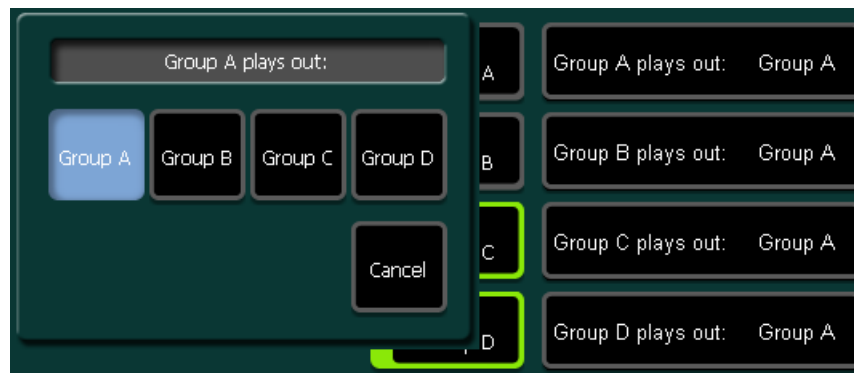 Group A plays out:
Group A Group B Group C Group D
Cancel
A
B
C
D
Group A plays out: Group A
Group B plays out: Group A
Group C plays out: Group A
Group D plays out: Group A